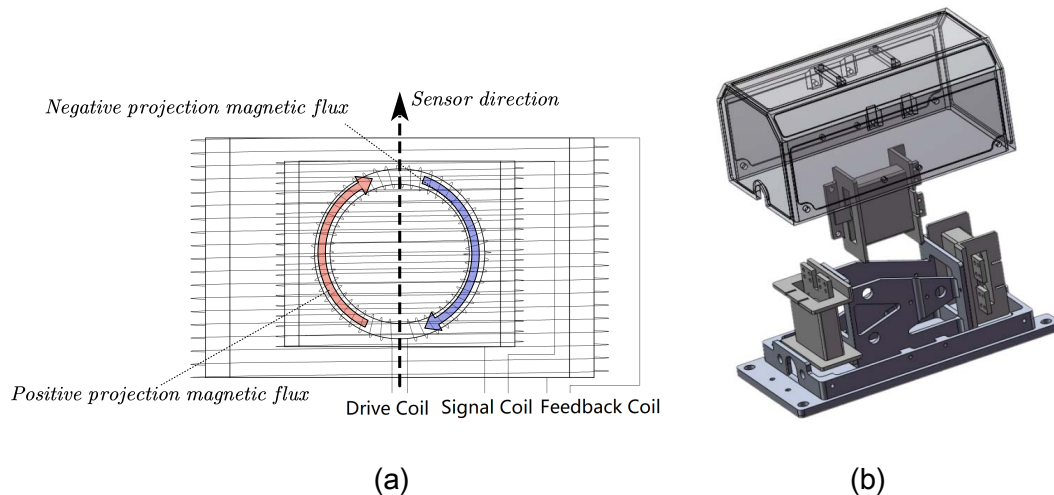 Negative projection magnetic flux
Sensor direction
Positive projection magnetic flux
Drive Coil Signal Coil Feedback Coil
(a)
(b)